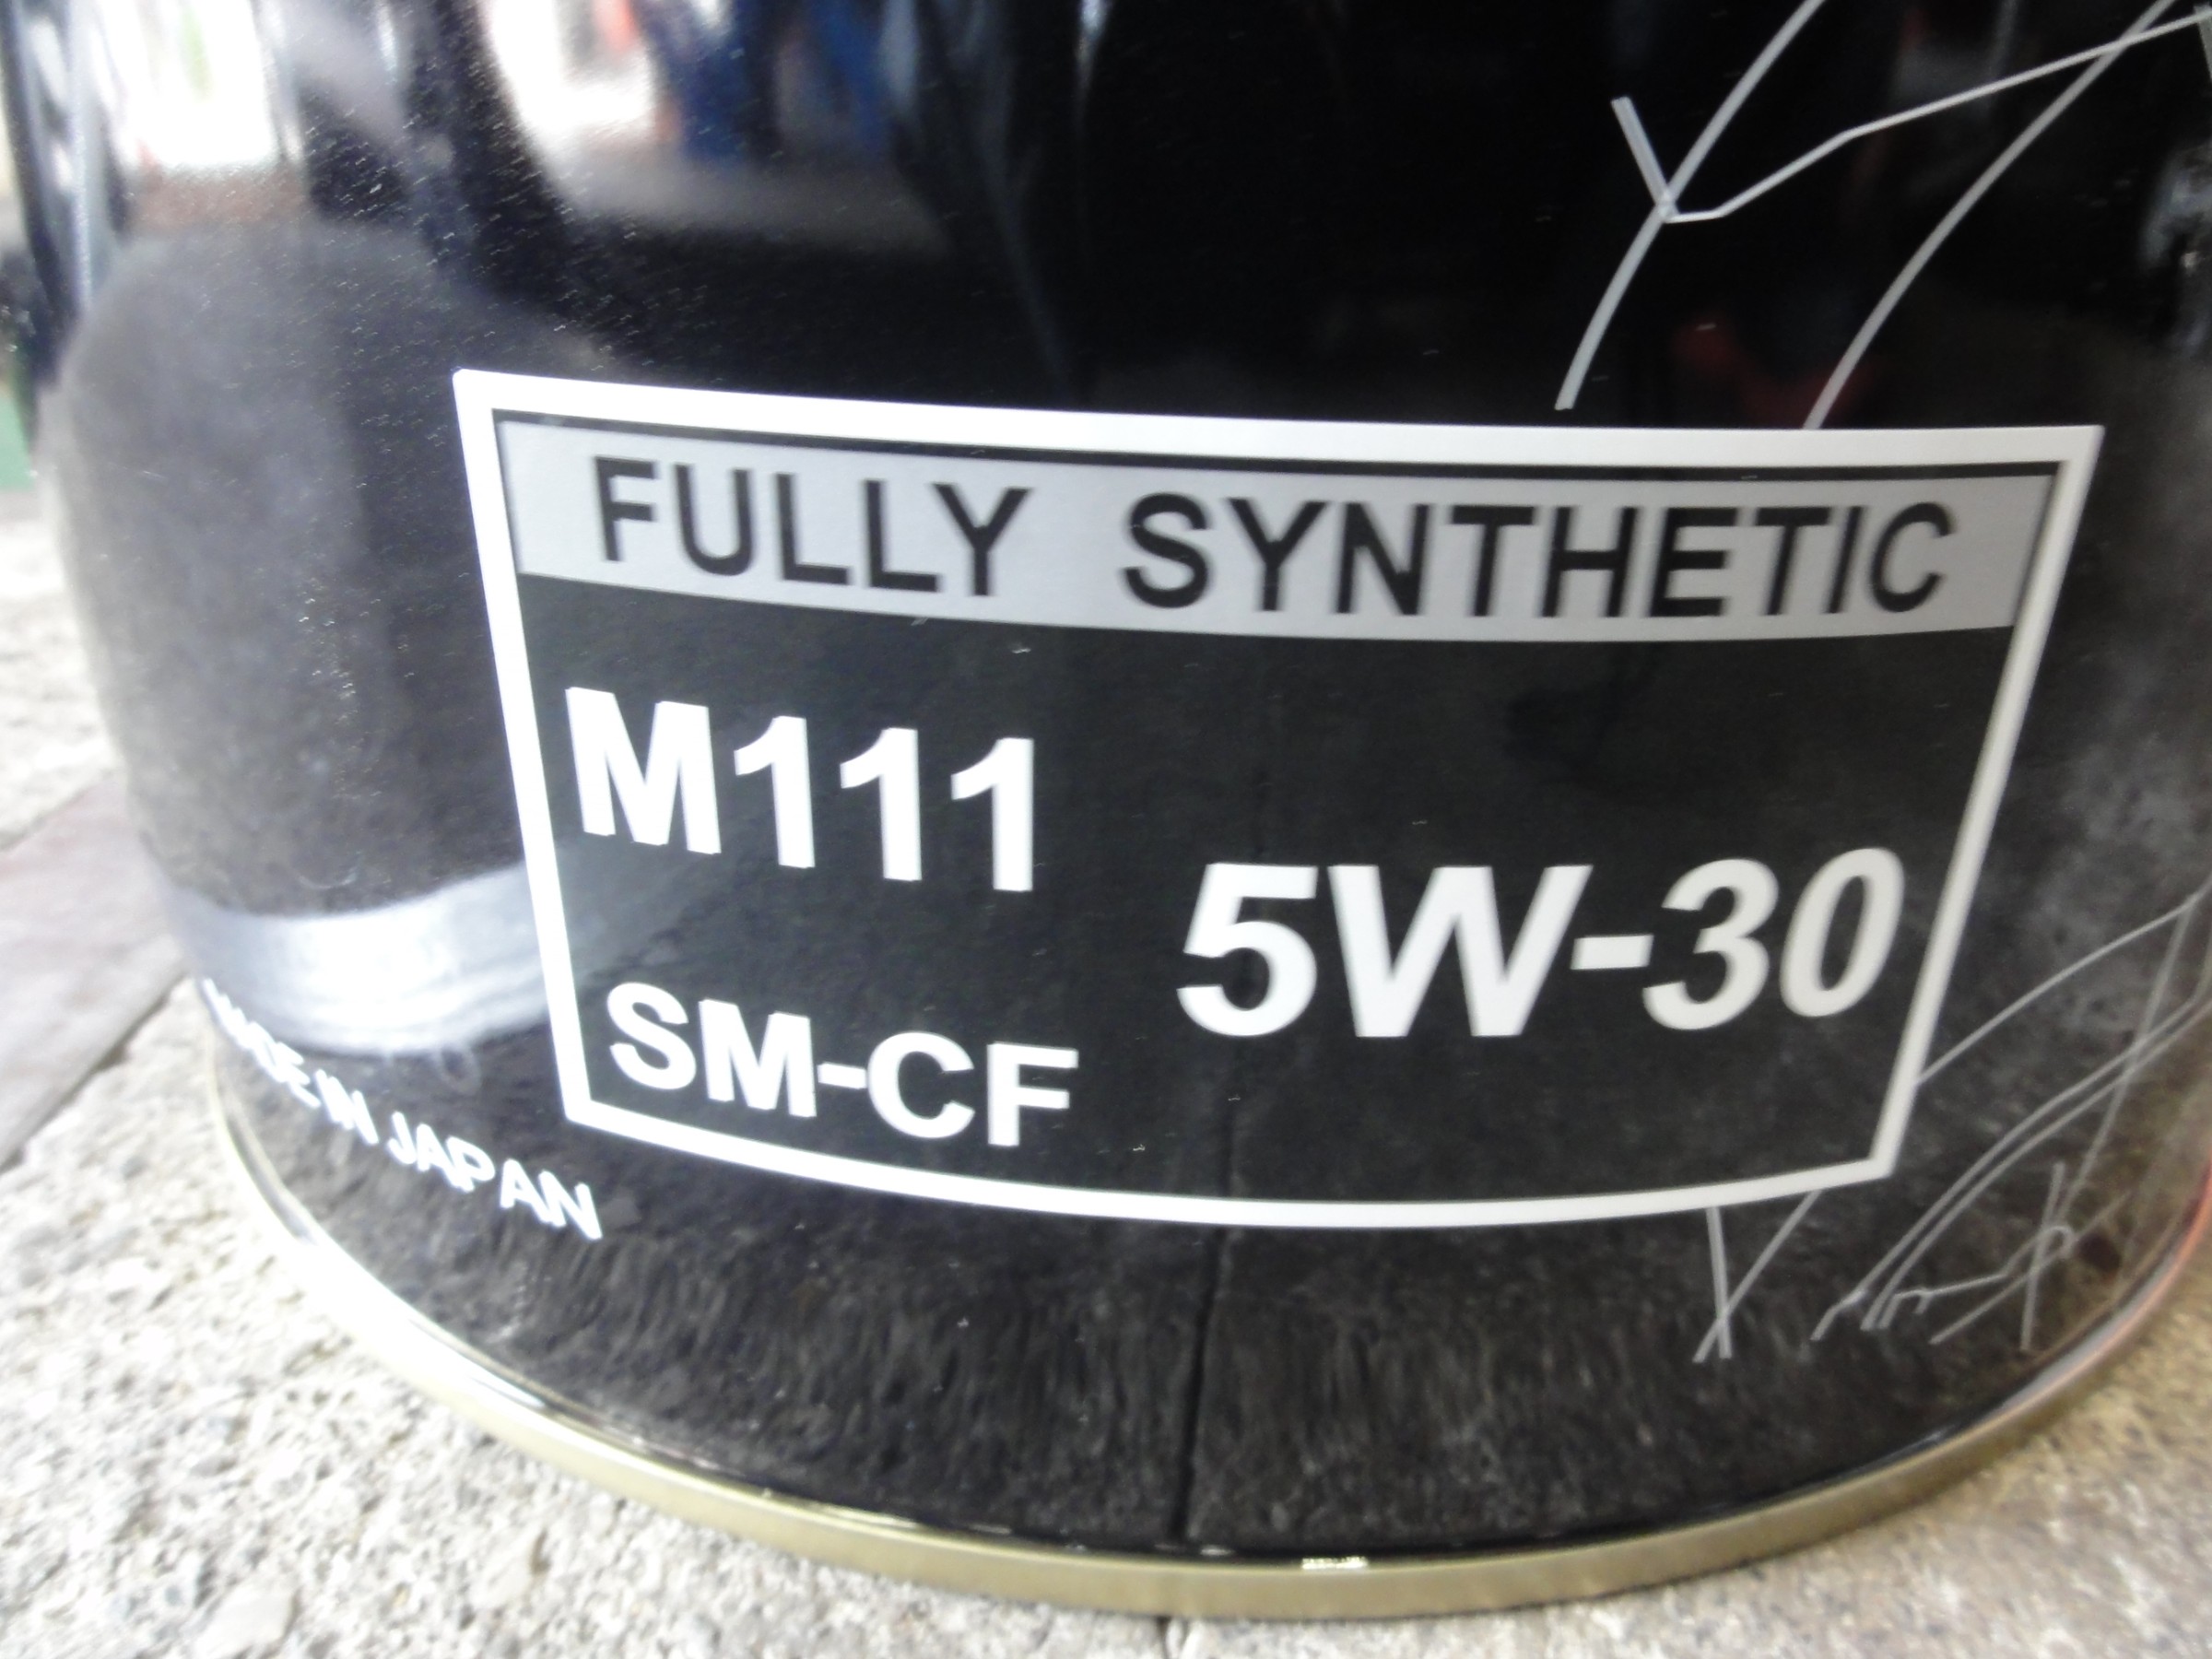 FULLY SYNTHETIC
M111
5W-30
SM-CF
MADE IN JAPAN